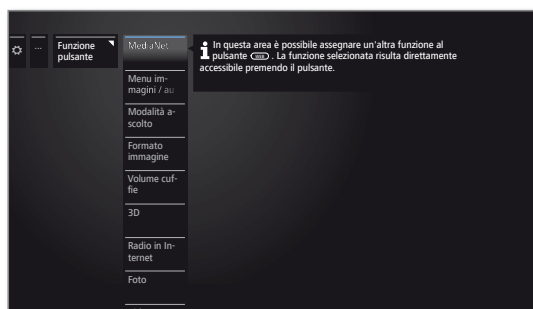 ...
Funzione
pulsante
MediaNet
Menu im-
magini / au
Modalità a-
scolto
Formato
immagine
Volume cuf-
fie
3D
Radio in In-
ternet
Foto
In questa area è possibile assegnare un'altra funzione al
pulsante WEB . La funzione selezionata risulta direttamente
accessibile premendo il pulsante.